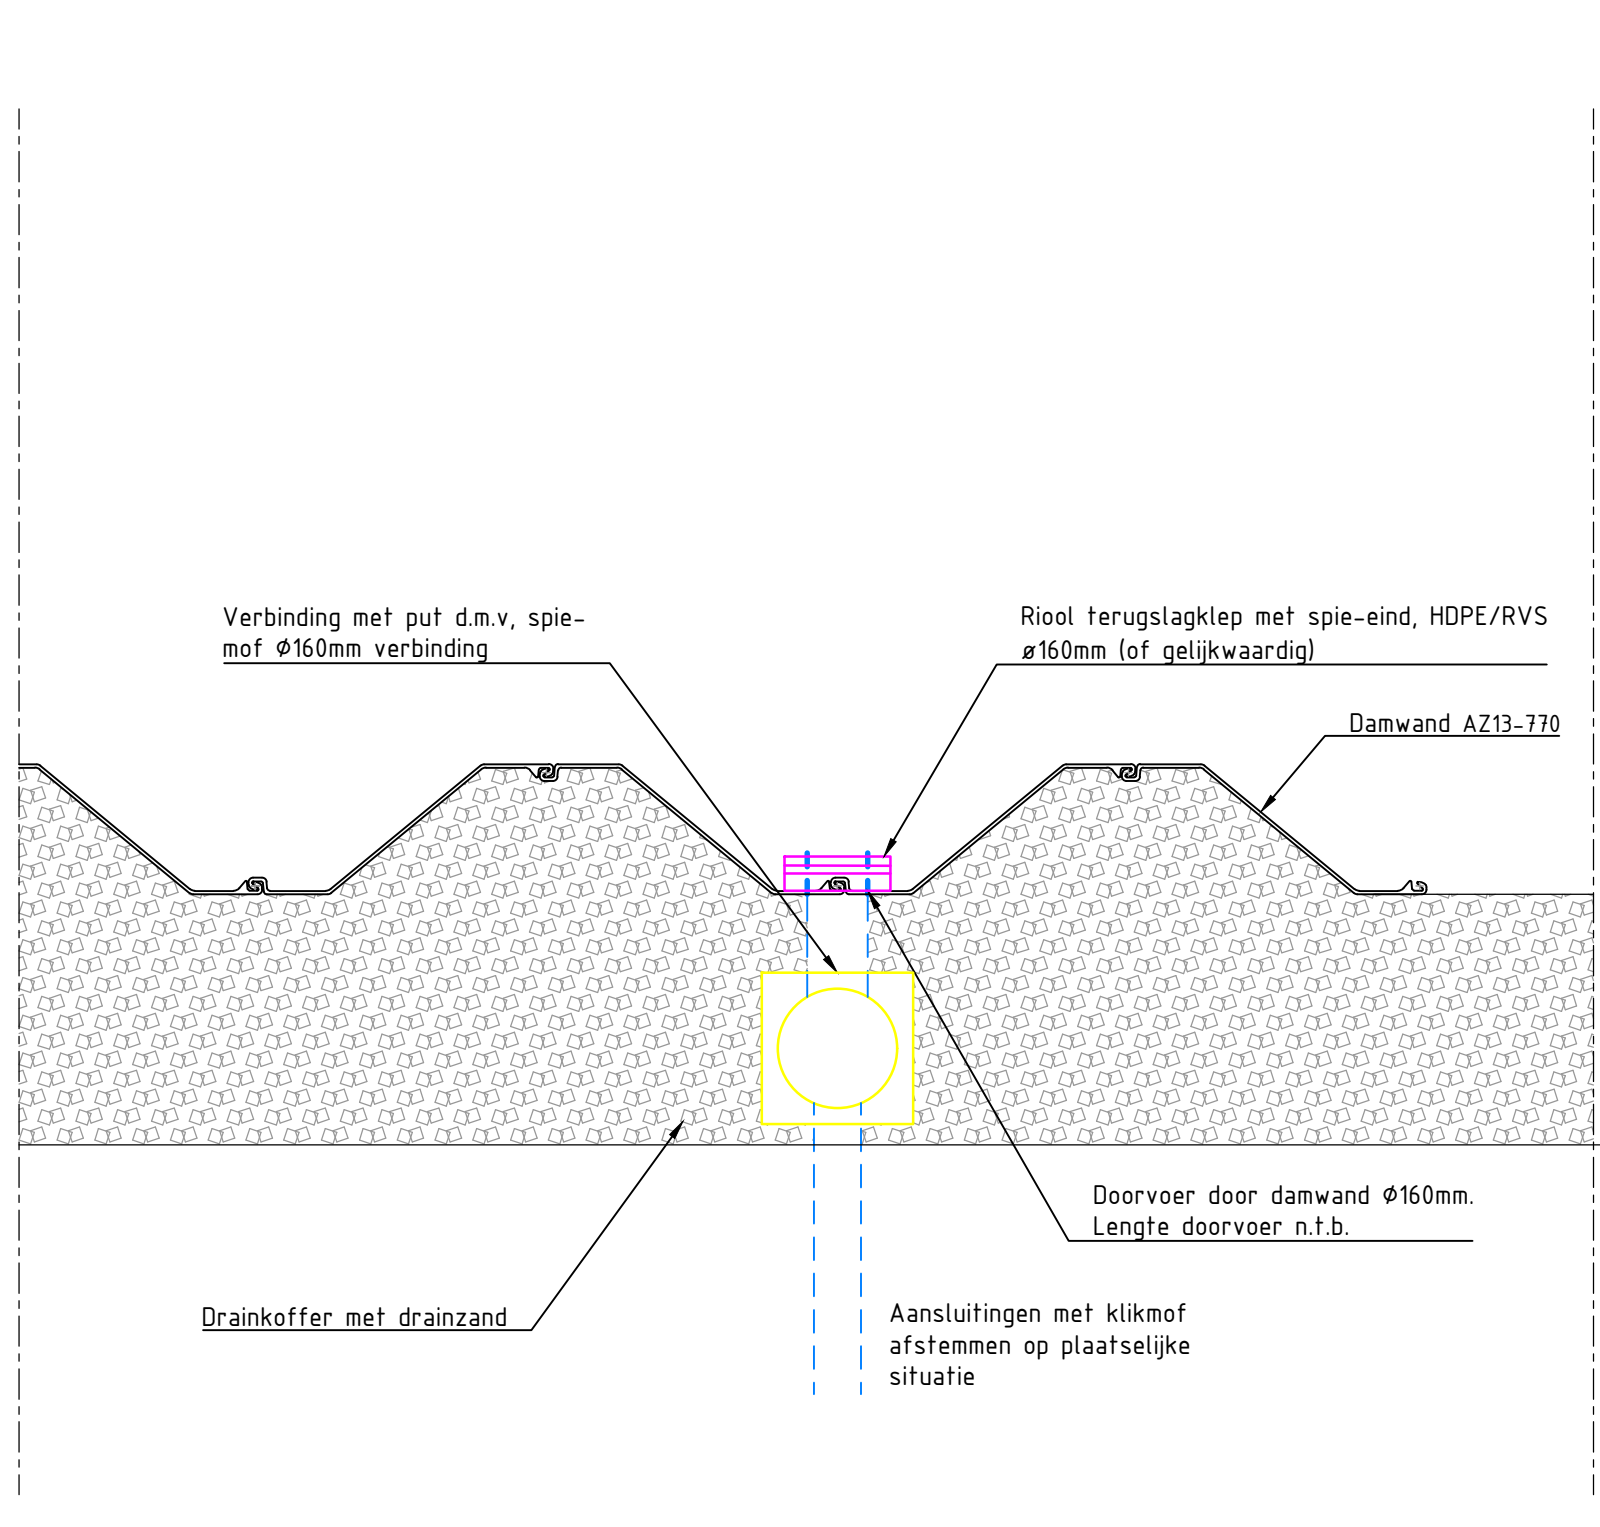 Verbinding met put d.m.v, spie-
mof Ø160mm verbinding
Riool terugslagklep met spie-eind, HDPE/RVS
ø160mm (of gelijkwaardig)
Damwand AZ13-770
Doorvoer door damwand Ø160mm.
Lengte doorvoer n.t.b.
Drainkoffer met drainzand
Aansluitingen met klikmof
afstemmen op plaatselijke
situatie